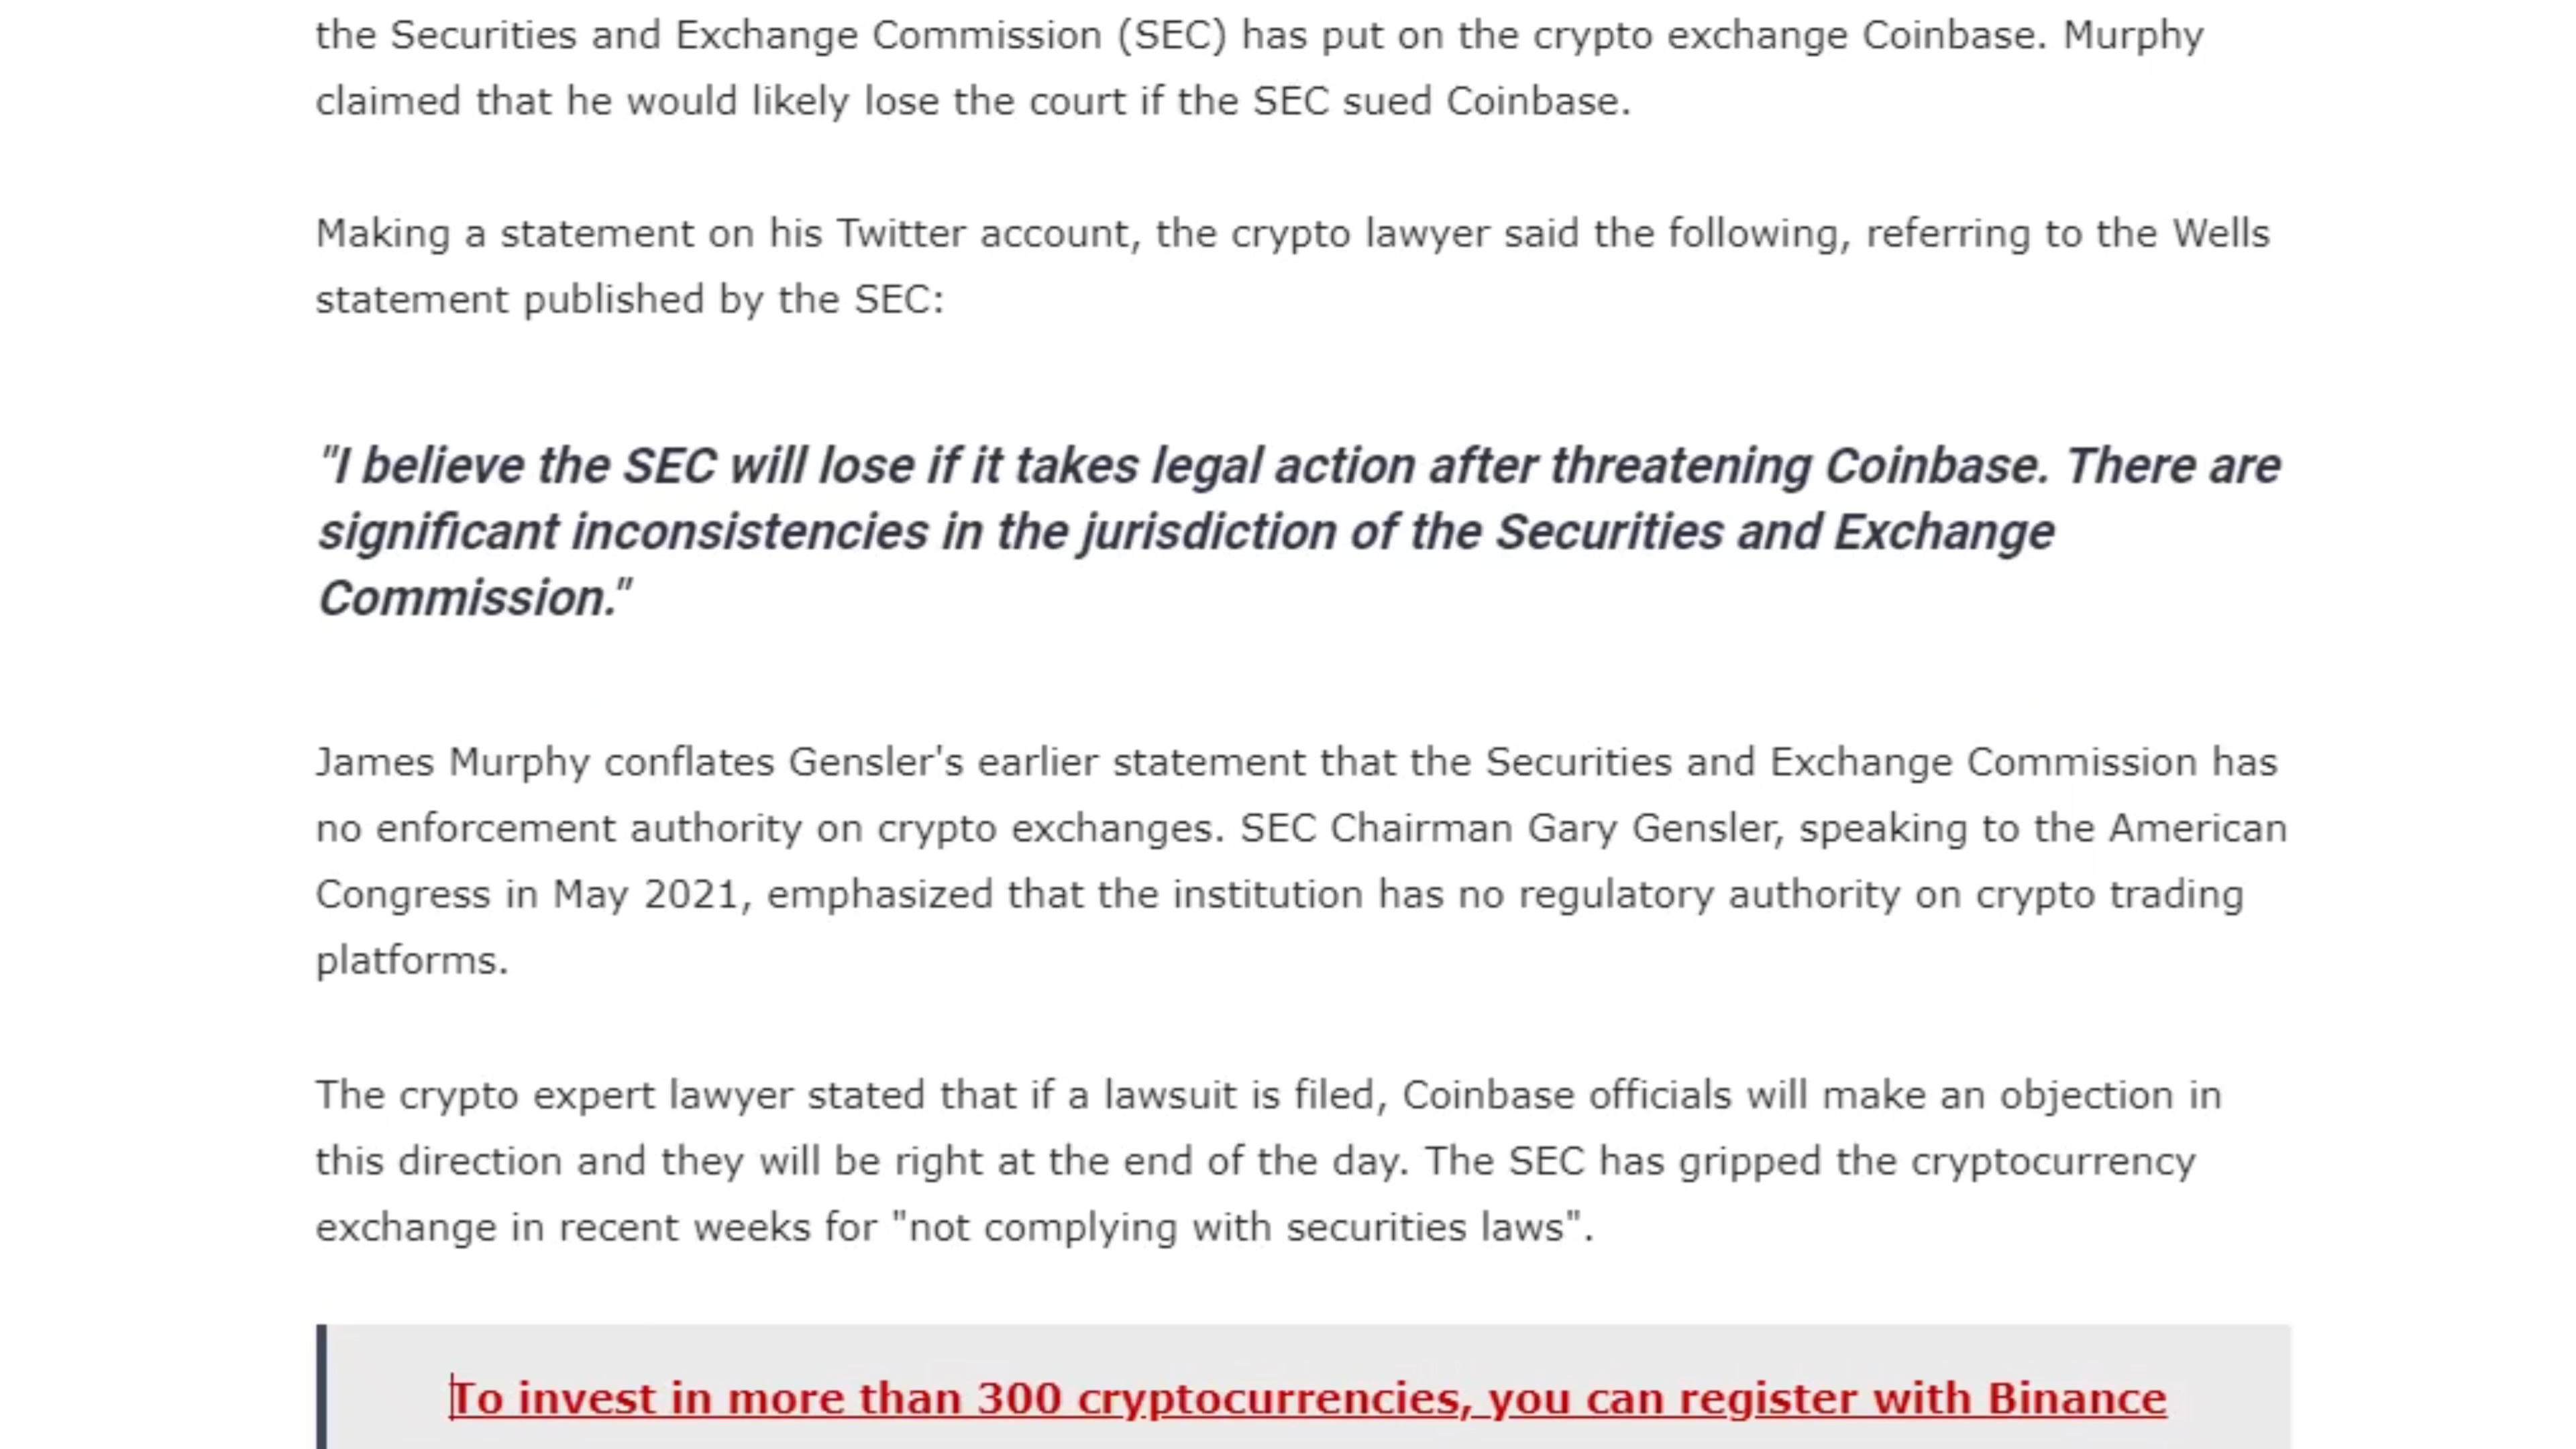 the Securities and Exchange Commission (SEC) has put on the crypto exchange Coinbase. Murphy
claimed that he would likely lose the court if the SEC sued Coinbase.
Making a statement on his Twitter account, the crypto lawyer said the following, referring to the Wells
statement published by the SEC:
"I believe the SEC will lose if it takes legal action after threatening Coinbase. There are
significant inconsistencies in the jurisdiction of the Securities and Exchange
Commission."
James Murphy conflates Gensler's earlier statement that the Securities and Exchange Commission has
no enforcement authority on crypto exchanges. SEC Chairman Gary Gensler, speaking to the American
Congress in May 2021, emphasized that the institution has no regulatory authority on crypto trading
platforms.
The crypto expert lawyer stated that if a lawsuit is filed, Coinbase officials will make an objection in
this direction and they will be right at the end of the day. The SEC has gripped the cryptocurrency
exchange in recent weeks for "not complying with securities laws".
To invest in more than 300 cryptocurrencies, you can register with Binance